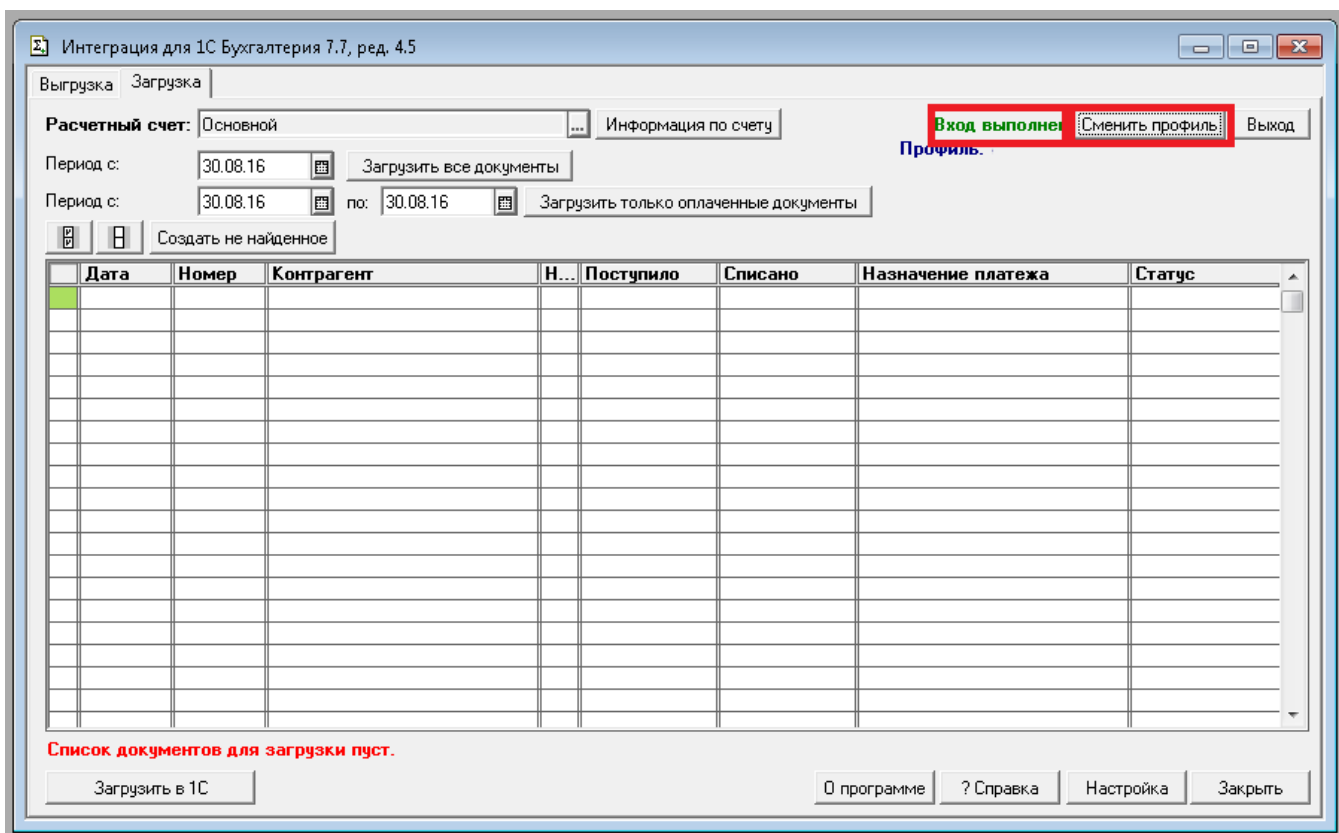 Интеграция для 1С Бухгалтерия 7.7, ред. 4.5
Выгрузка Загрузка
Расчетный счет: Основной ... Информация по счету Вход выполнен Сменить профиль Выход
Профиль:
Период с: 30.08.16 Загрузить все документы
Период с: 30.08.16 по: 30.08.16 Загрузить только оплаченные документы
Создать не найденное
Дата Номер Контрагент Н... Поступило Списано Назначение платежа Статус
Список документов для загрузки пуст.
Загрузить в 1С О программе ? Справка Настройка Закрыть